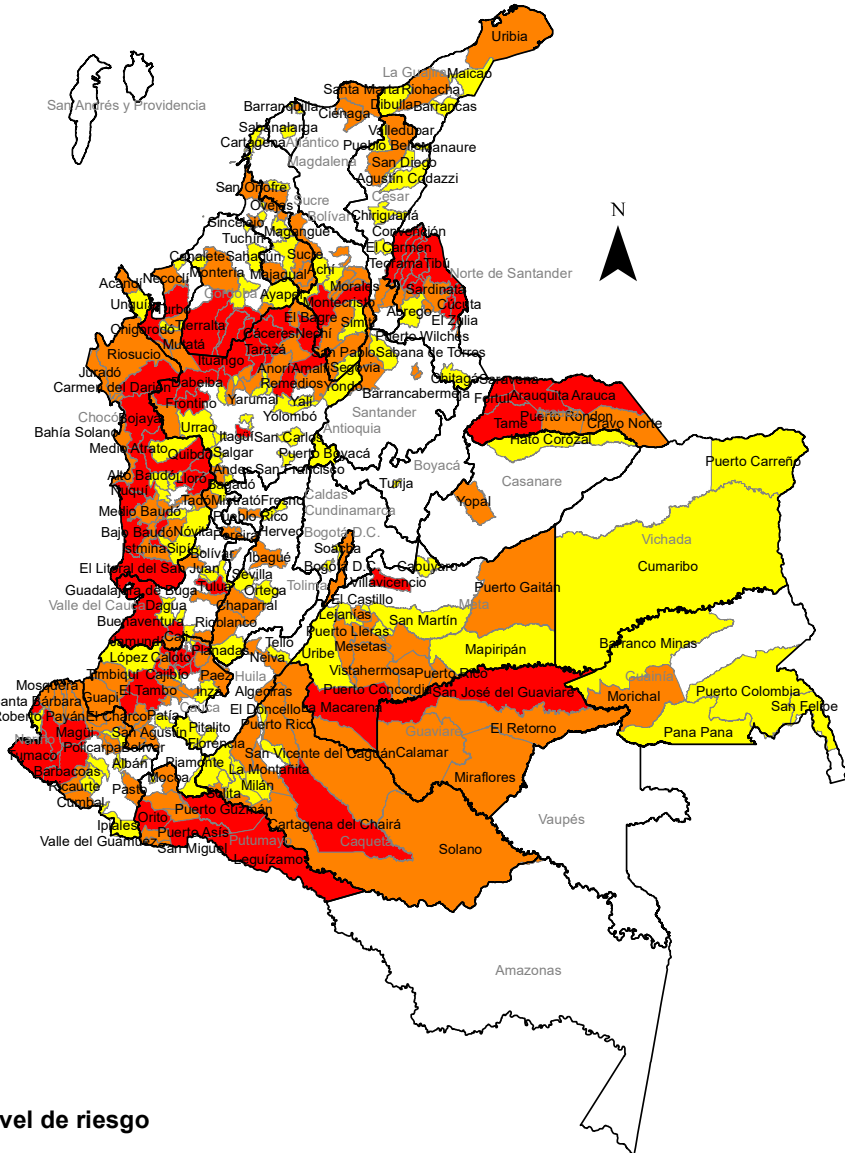 Uribia
La Guajira
Maicao
Santa Marta
Riohacha
San Andrés y Providencia
Barranquilla
Ciénaga
Dibulla
Barrancas
Sabanalarga
Cartagena
Atlántico
Valledupar
Pueblo Bello
Manaure
Magdalena
San Diego
Agustín Codazzi
San Onofre
Cesar
Ovejas
Sucre
Chiriguaná
Bolívar
N
Sincelejo
Magangué
Convención
Tuchín
El Carmen
Canalete
Sahagún
Sucre
Teorama
Tibú
Necoclí
Montería
Majagual
Achí
Norte de Santander
Acandí
Morales
Sardinata
Córdoba
Ayapel
Montecristo
Cúcuta
Unguía
Turbo
El Bagre
Abrego
El Zulia
Chigorodó
Tierralta
Cáceres
Nechí
Simití
Puerto Wilches
Mutatá
Tarazá
San Pablo
Sabana de Torres
Riosucio
Ituango
Anorí
Amalfi
Segovia
Jurado
Dabeiba
Remedios
Yondó
Chitagá
Saravena
Carmen del Darién
Barrancabermeja
Fortul
Arauquita
Arauca
Frontino
Yarumal
Yalí
Santander
Puerto Rondón
Chocó
Bojaya
Yolombó
Tame
Cravo Norte
Urrao
Antioquia
Bahía Solano
Itagüí
San Carlos
Hato Corozal
Medio Atrato
Quibdó
Salgar
Puerto Boyacá
Boyacá
Puerto Carreño
Alto Baudó
Lloró
Andes
San Francisco
Casanare
Nuquí
Bagadó
Tunja
Tadó
Mistrató
Fresno
Caldas
Yopal
Medio Baudó
Pueblo Rico
Cundinamarca
Bajo Baudó
Nóvita
Pereira
Herveo
Bogotá D.C.
Vichada
Istmina
Sipí
Bolívar
Ibagué
Soacha
El Litoral del San Juan
Bogotá D.C.
Cabuyaro
Cumaribo
Sevilla
Villavicencio
Guadalajara de Buga
Tuluá
Ortega
Tolima
El Castillo
Puerto Gaitán
Valle del Cauca
Dagua
Chaparral
Lejanías
Meta
Buenaventura
Rioblanco
San Martín
Jamundí
Cali
Puerto Lleras
Planadas
Tello
Mesetas
Barranco Minas
López
Caloto
Neiva
Uribe
Mapiripán
Timbiquí
Cajibío
Paez
Huila
Vistahermosa
Puerto Rico
Guainía
Mosquera
El Tambo
Algeciras
Puerto Concordia
San José del Guaviare
Morichal
Puerto Colombia
Santa Bárbara
Guapi
Inzá
El Doncello
La Macarena
San Felipe
Roberto Payán
El Charco
Patía
Cauca
Puerto Rico
Guaviare
El Retorno
Magüi
San Agustín
Pitalito
Pana Pana
Policarpa
Bolívar
Florencia
San Vicente del Caguán
Calamar
Tumaco
Albán
Piamonte
La Montañita
Miraflores
Barbacoas
Mocoa
Milán
Ricaurte
Pasto
Solita
Cumbal
Puerto Guzmán
Ipiales
Orito
Cartagena del Chairá
Vaupés
Valle del Guamuez
Puerto Asís
Putumayo
Caquetá
Solano
San Miguel
Leguízamo
Amazonas
vel de riesgo